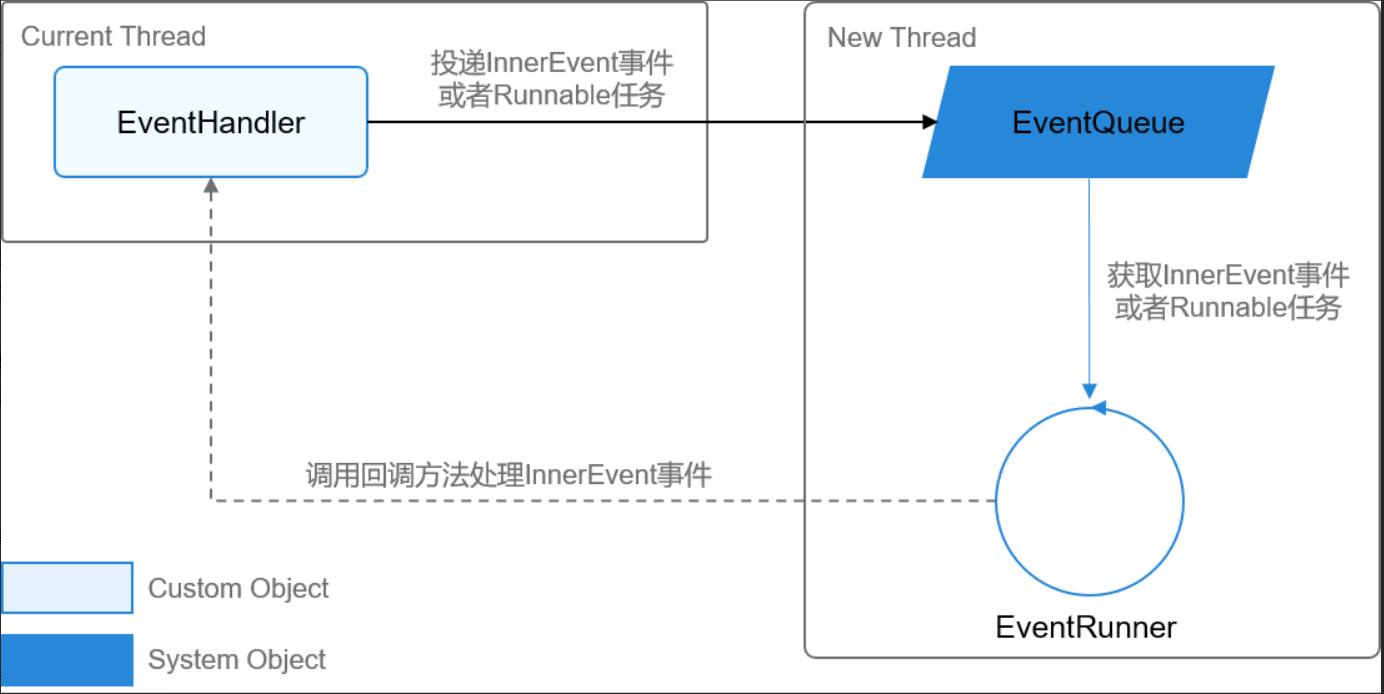 Current Thread
EventHandler
投递InnerEvent事件
或者Runnable任务
New Thread
EventQueue
获取InnerEvent事件
或者Runnable任务
调用回调方法处理InnerEvent事件
EventRunner
Custom Object
System Object